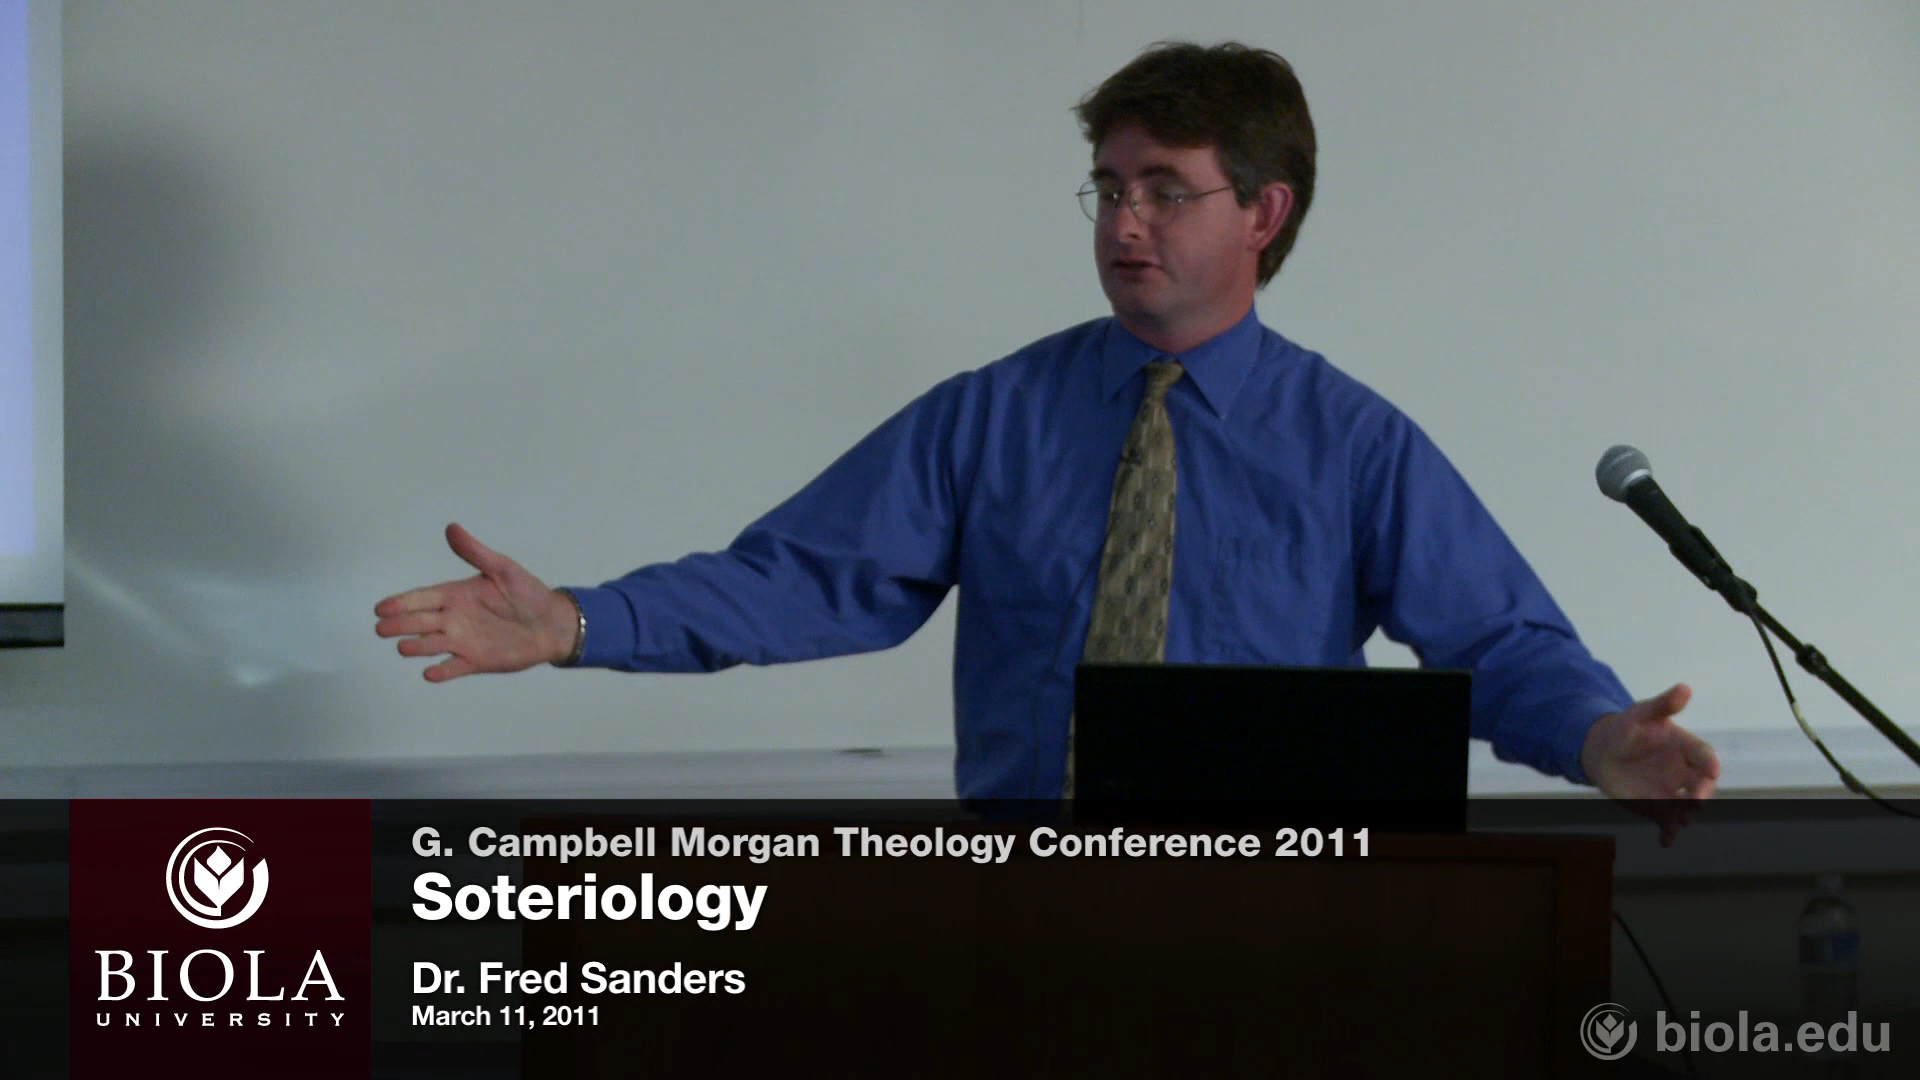 G. Campbell Morgan Theology Conference 2011
Soteriology
Dr. Fred Sanders
March 11, 2011
BIOLA
UNIVERSITY
biola.edu